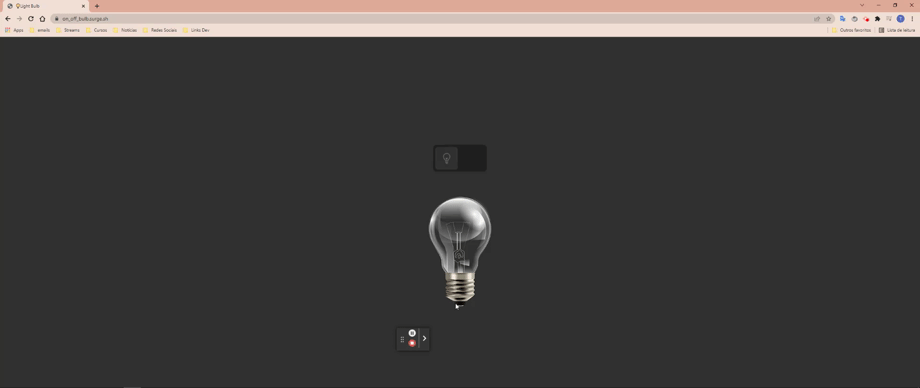 Light Bulb
on_off_bulb.surge.sh
T
Apps emails Streams Cursos Notícias Redes Sociais Links Dev Outros favoritos Lista de leitura